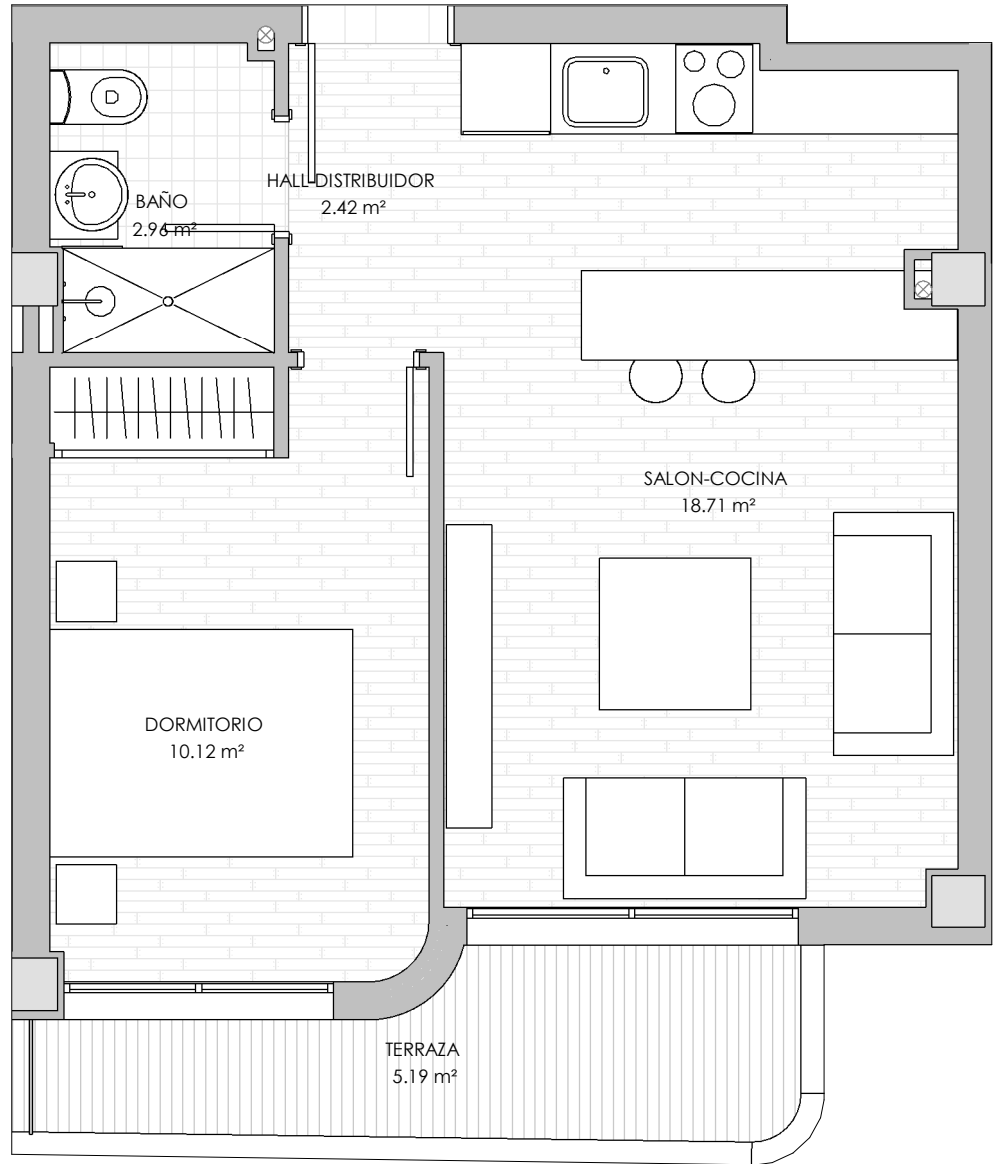 HALL-DISTRIBUIDOR
2.42 m²
BAÑO
2.96 m²
SALON-COCINA
18.71 m²
DORMITORIO
10.12 m²
TERRAZA
5.19 m²